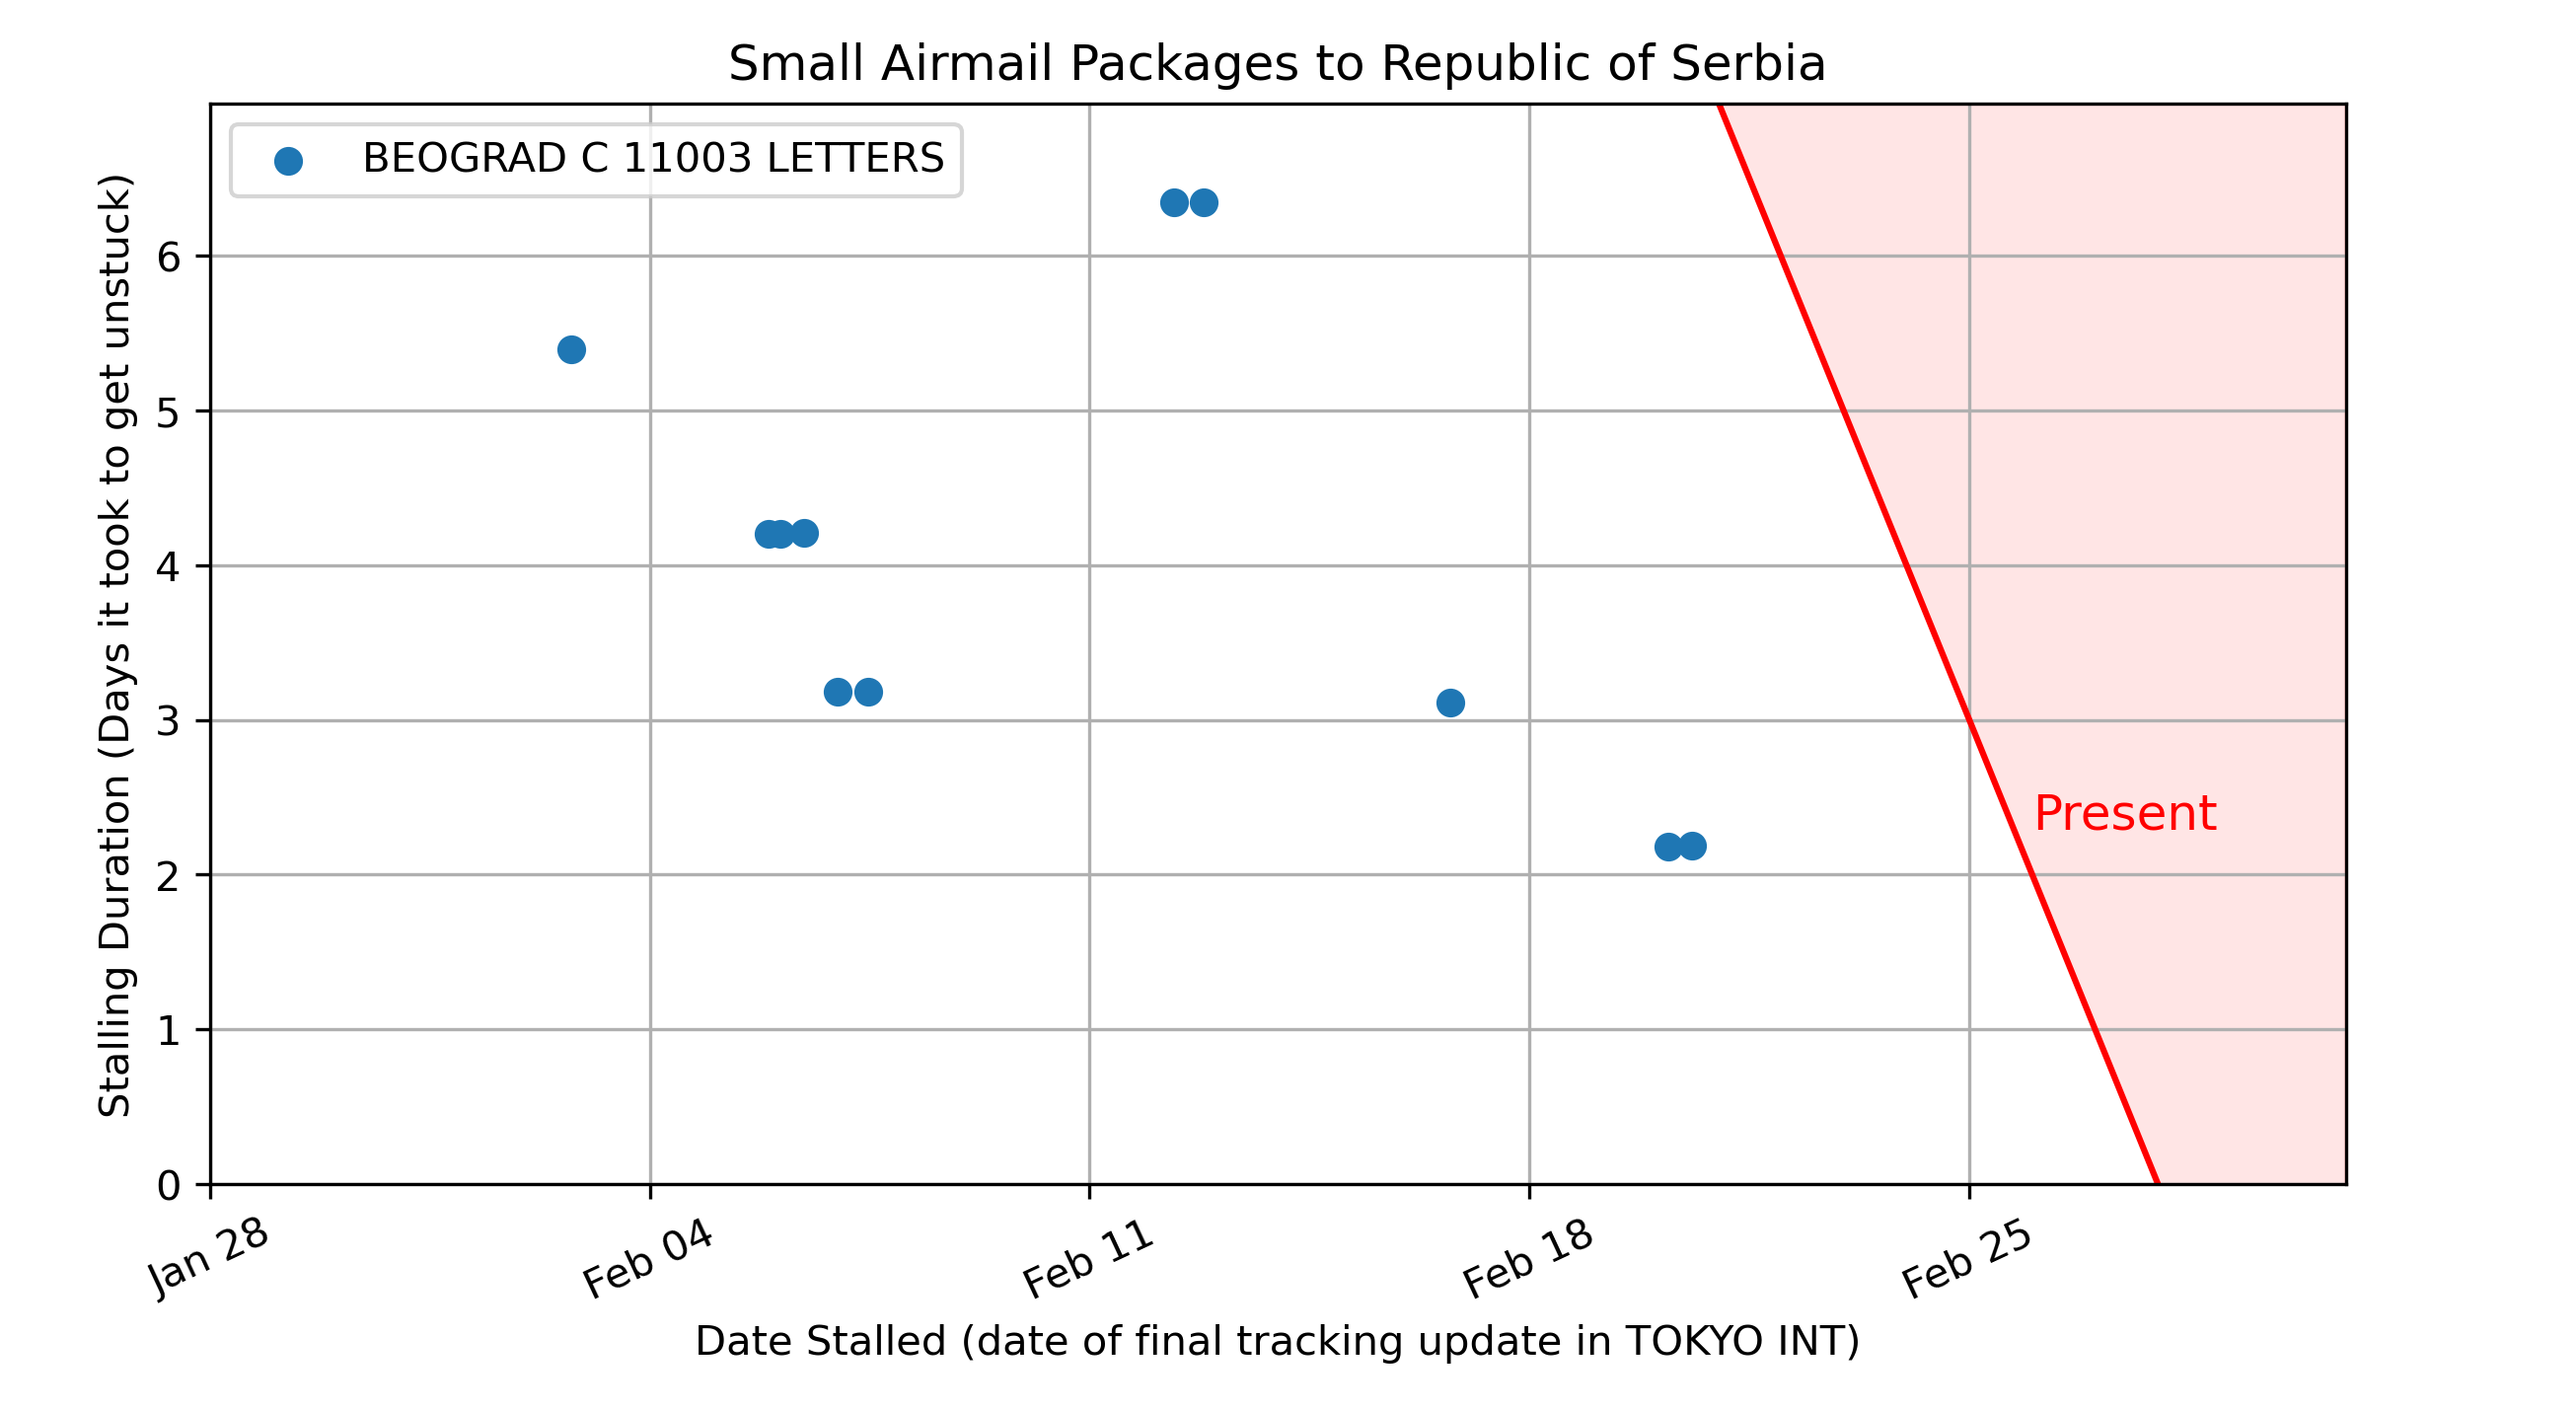 Small Airmail Packages to Republic of Serbia
BEOGRAD C 11003 LETTERS
Stalling Duration (Days it took to get unstuck)
6
5
4
3
2
1
0
Present
Jan 28
Feb 04
Feb 11
Feb 18
Feb 25
Date Stalled (date of final tracking update in TOKYO INT)